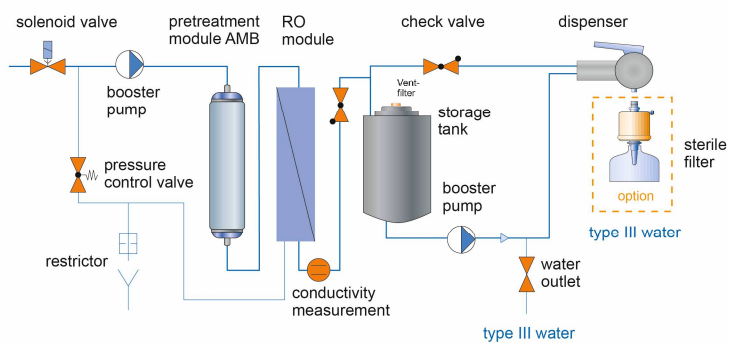 solenoid valve
pretreatment
module AMB
RO
module
check valve
dispenser
booster
pump
Vent-
filter
storage
tank
sterile
filter
pressure
control valve
booster
pump
option
type III water
restrictor
conductivity
measurement
water
outlet
type III water